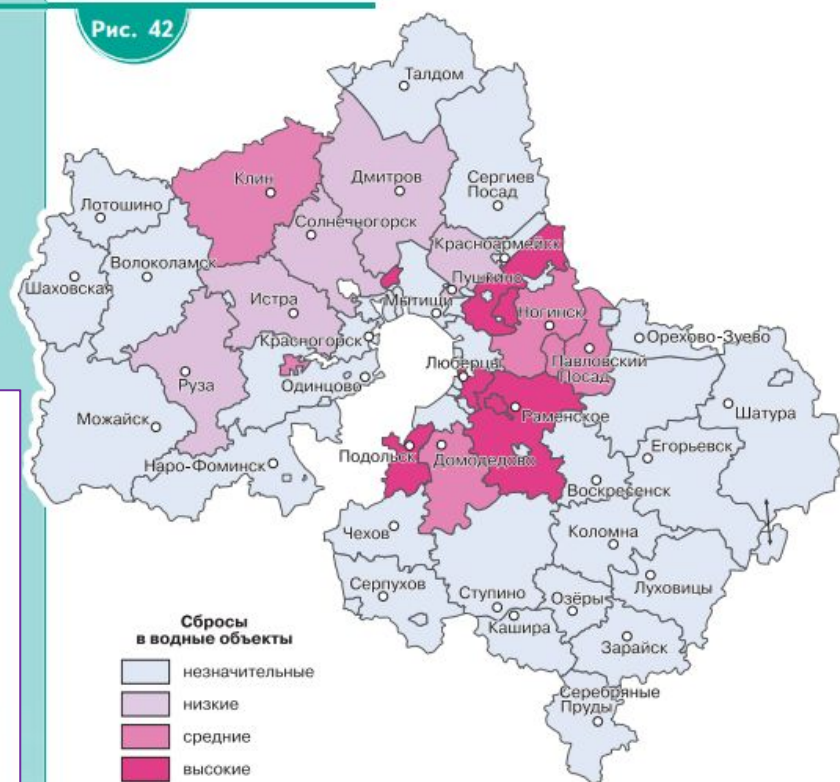 Рис. 42
Талдом
Клин
Дмитров
Сергиев
Посад
Лотошино
Солнечногорск
Красноармейск
Волоколамск
Шаховская
Пушкино
Истра
Мытищи
Ногинск
Красногорск
Орехово-Зуево
Люберцы
Павловский
Посад
Руза
Одинцово
Раменское
Шатура
Можайск
Егорьевск
Подольск
Домодедово
Наро-Фоминск
Воскресенск
Чехов
Коломна
Серпухов
Ступино
Озёры
Луховицы
Кашира
Зарайск
Серебряные
Пруды
Сбросы
в водные объекты
незначительные
низкие
средние
высокие